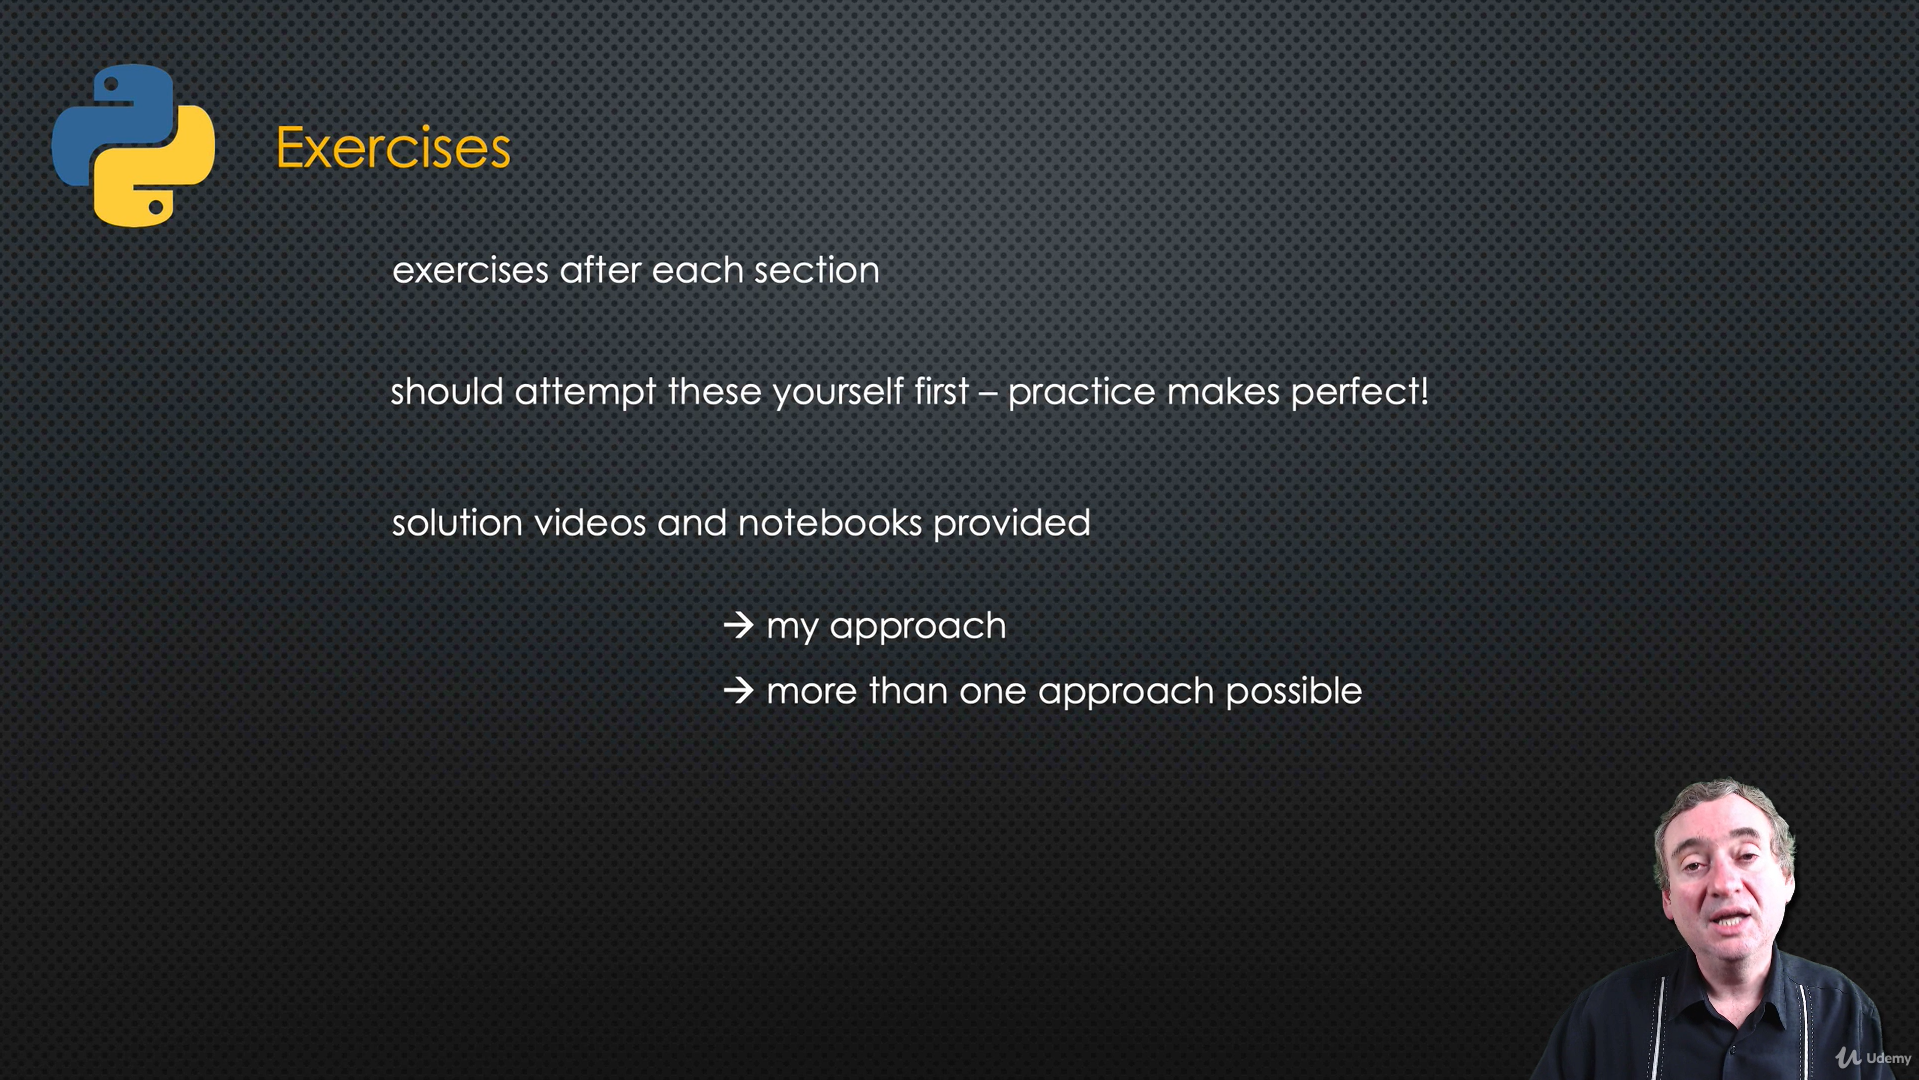 Exercises
exercises after each section
should attempt these yourself first – practice makes perfect!
solution videos and notebooks provided
→ my approach
→ more than one approach possible
Udemy